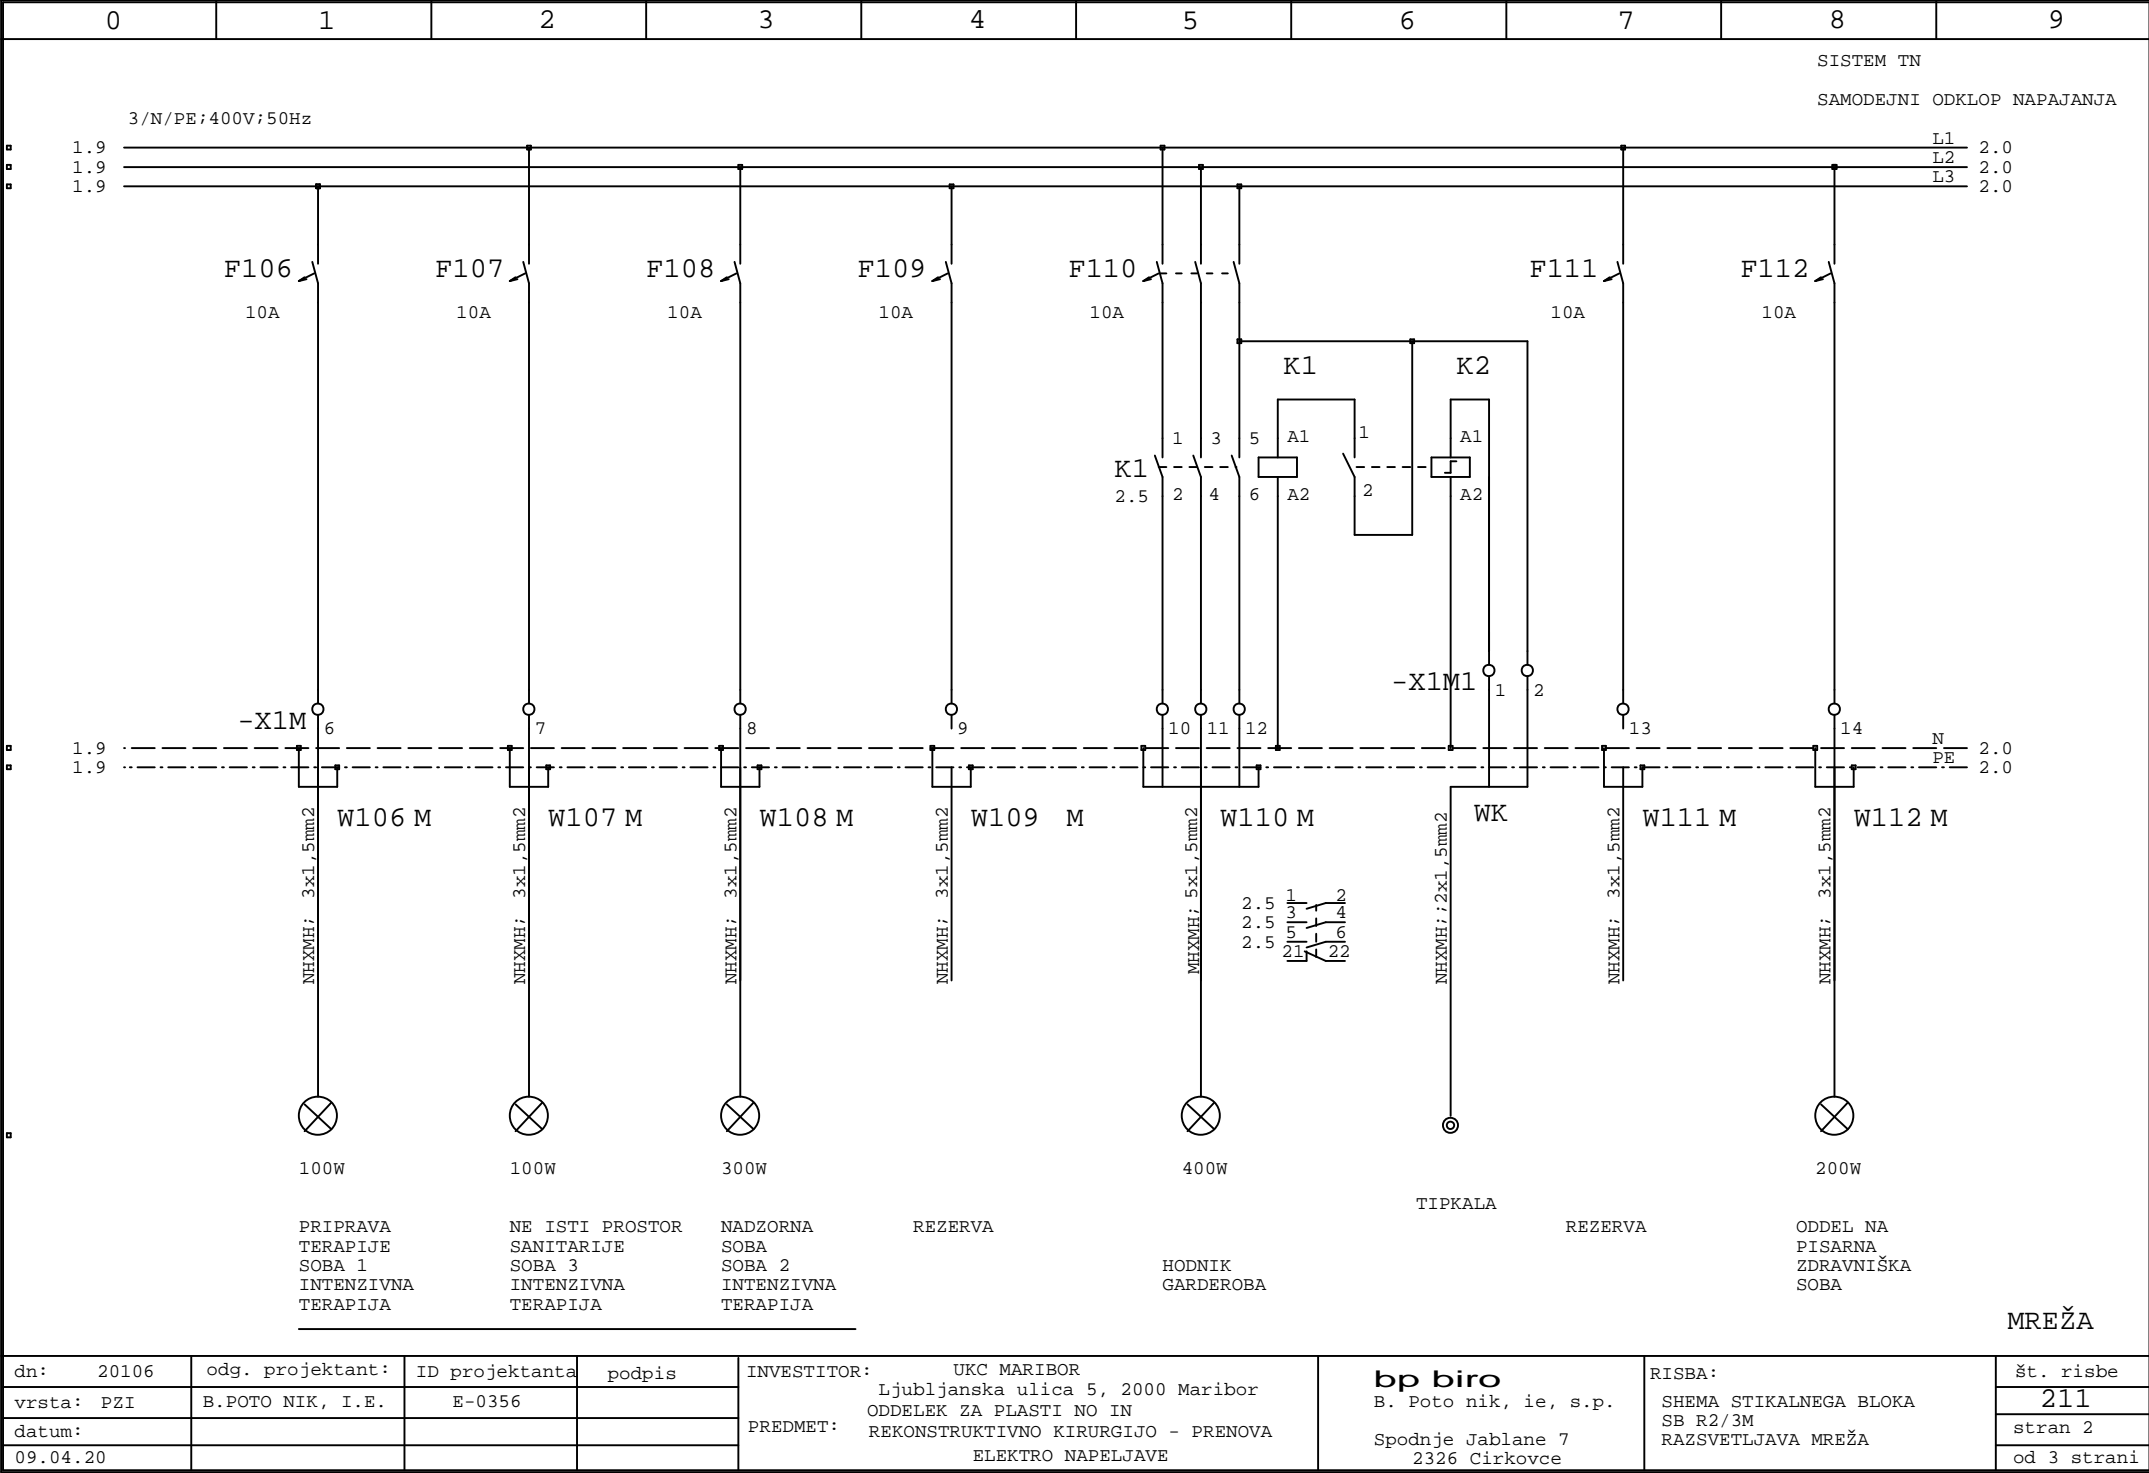 0 1 2 3 4 5 6 7 8 9
SISTEM TN
SAMODEJNI ODKLOP NAPAJANJA
3/N/PE;400V;50Hz
1.9 L1 2.0
1.9 L2 2.0
1.9 L3 2.0
F106 F107 F108 F109 F110 F111 F112
10A 10A 10A 10A 10A 10A 10A
K1 K2
1 3 5 A1 1 A1
K1
2.5 2 4 6 A2 2 A2
-X1M1 1 2
-X1M 6 7 8 9 10 11 12 13 14
1.9 N 2.0
1.9 PE 2.0
W106 M W107 M W108 M W109 M W110 M WK W111 M W112 M
NHXMH; 3x1,5mm2
NHXMH; 3x1,5mm2
NHXMH; 3x1,5mm2
NHXMH; 3x1,5mm2
MHXMH; 5x1,5mm2
NHXMH;;2x1,5mm2
NHXMH; 3x1,5mm2
NHXMH; 3x1,5mm2
2.5 1 2
2.5 3 4
2.5 5 6
21 22
100W 100W 300W 400W 200W
TIPKALA
PRIPRAVA
TERAPIJE
SOBA 1
INTENZIVNA
TERAPIJA
NE ISTI PROSTOR
SANITARIJE
SOBA 3
INTENZIVNA
TERAPIJA
NADZORNA
SOBA
SOBA 2
INTENZIVNA
TERAPIJA
REZERVA
HODNIK
GARDEROBA
REZERVA
ODDEL NA
PISARNA
ZDRAVNIŠKA
SOBA
MREŽA
dn: 20106
vrsta: PZI
datum:
09.04.20
odg. projektant:
B.POTO NIK, I.E.
ID projektanta
E-0356
podpis
INVESTITOR: UKC MARIBOR
Ljubljanska ulica 5, 2000 Maribor
PREDMET: ODDELEK ZA PLASTI NO IN
REKONSTRUKTIVNO KIRURGIJO - PRENOVA
ELEKTRO NAPELJAVE
bp biro
B. Poto nik, ie, s.p.
Spodnje Jablane 7
2326 Cirkovce
RISBA:
SHEMA STIKALNEGA BLOKA
SB R2/3M
RAZSVETLJAVA MREŽA
št. risbe
211
stran 2
od 3 strani